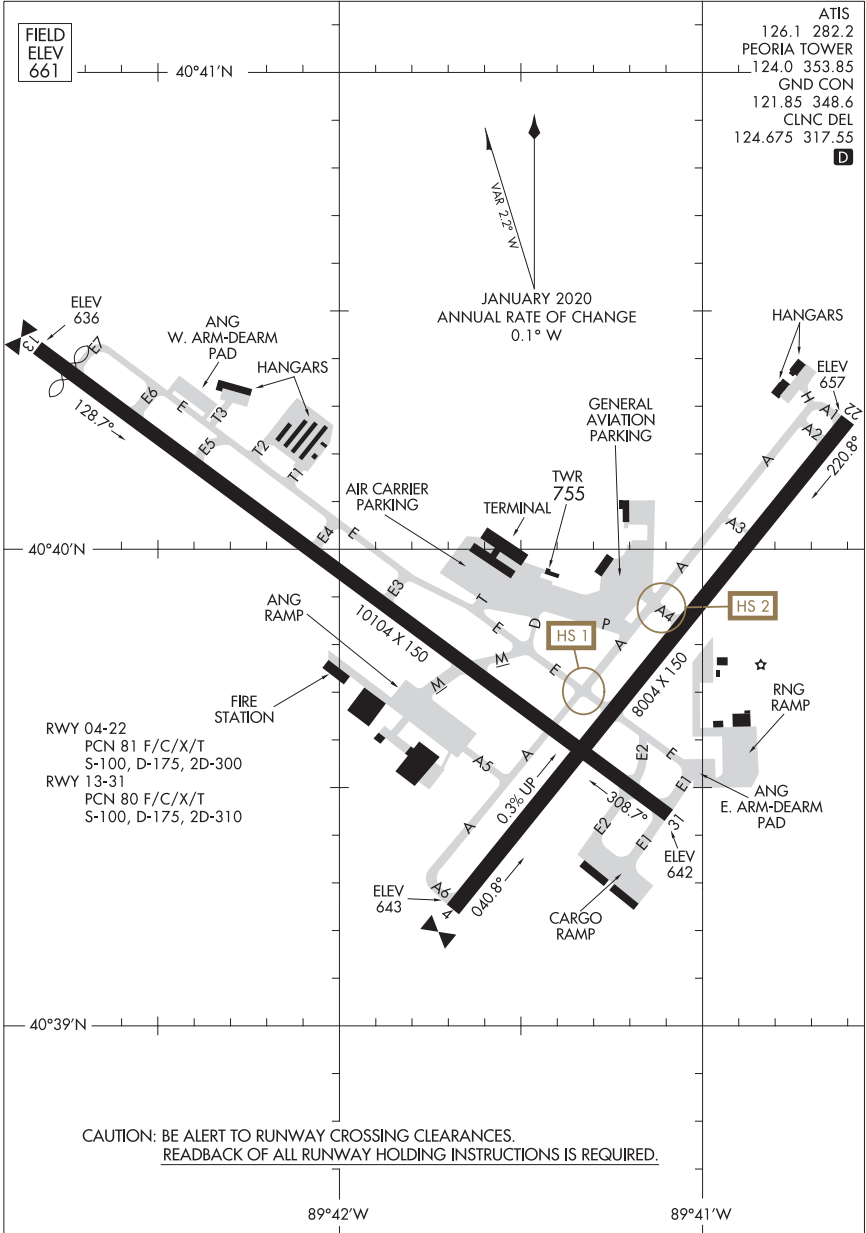 FIELD
ELEV
661
ATIS
126.1 282.2
PEORIA TOWER
124.0 353.85
GND CON
121.85 348.6
CLNC DEL
124.675 317.55
D
40°41'N
VAR 2.2° W
JANUARY 2020
ANNUAL RATE OF CHANGE
0.1° W
ELEV
636
13
E7
128.7°
ANG
W. ARM-DEARM
PAD
HANGARS
E6
E
T3
E5
T2
T1
E4
E
HANGARS
ELEV
657
H
A1
22
A2
220.8°
A
A3
A
GENERAL
AVIATION
PARKING
TWR
755
TERMINAL
AIR CARRIER
PARKING
40°40'N
E3
T
E
D
P
A
A4
HS 2
HS 1
10104 X 150
8004 X 150
ANG
RAMP
M
M
E
FIRE
STATION
RNG
RAMP
RWY 04-22
PCN 81 F/C/X/T
S-100, D-175, 2D-300
RWY 13-31
PCN 80 F/C/X/T
S-100, D-175, 2D-310
A5
A
A
0.3% UP
E2
E
E1
308.7°
31
E2
E1
ANG
E. ARM-DEARM
PAD
ELEV
642
A6
4
040.8°
ELEV
643
CARGO
RAMP
40°39'N
CAUTION: BE ALERT TO RUNWAY CROSSING CLEARANCES.
READBACK OF ALL RUNWAY HOLDING INSTRUCTIONS IS REQUIRED.
89°42'W
89°41'W